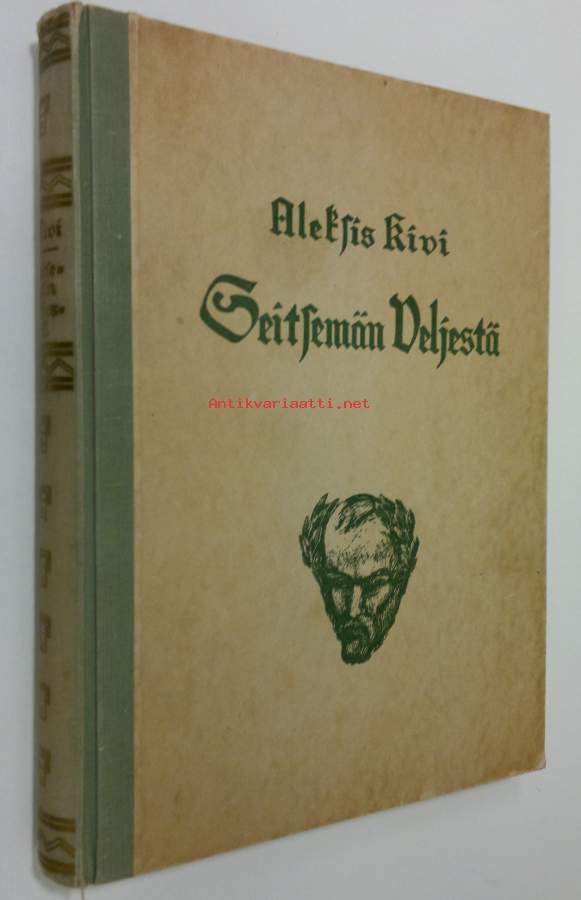 Aleksis Kivi
Seitsemän Veljestä
Antikvariaatti.net